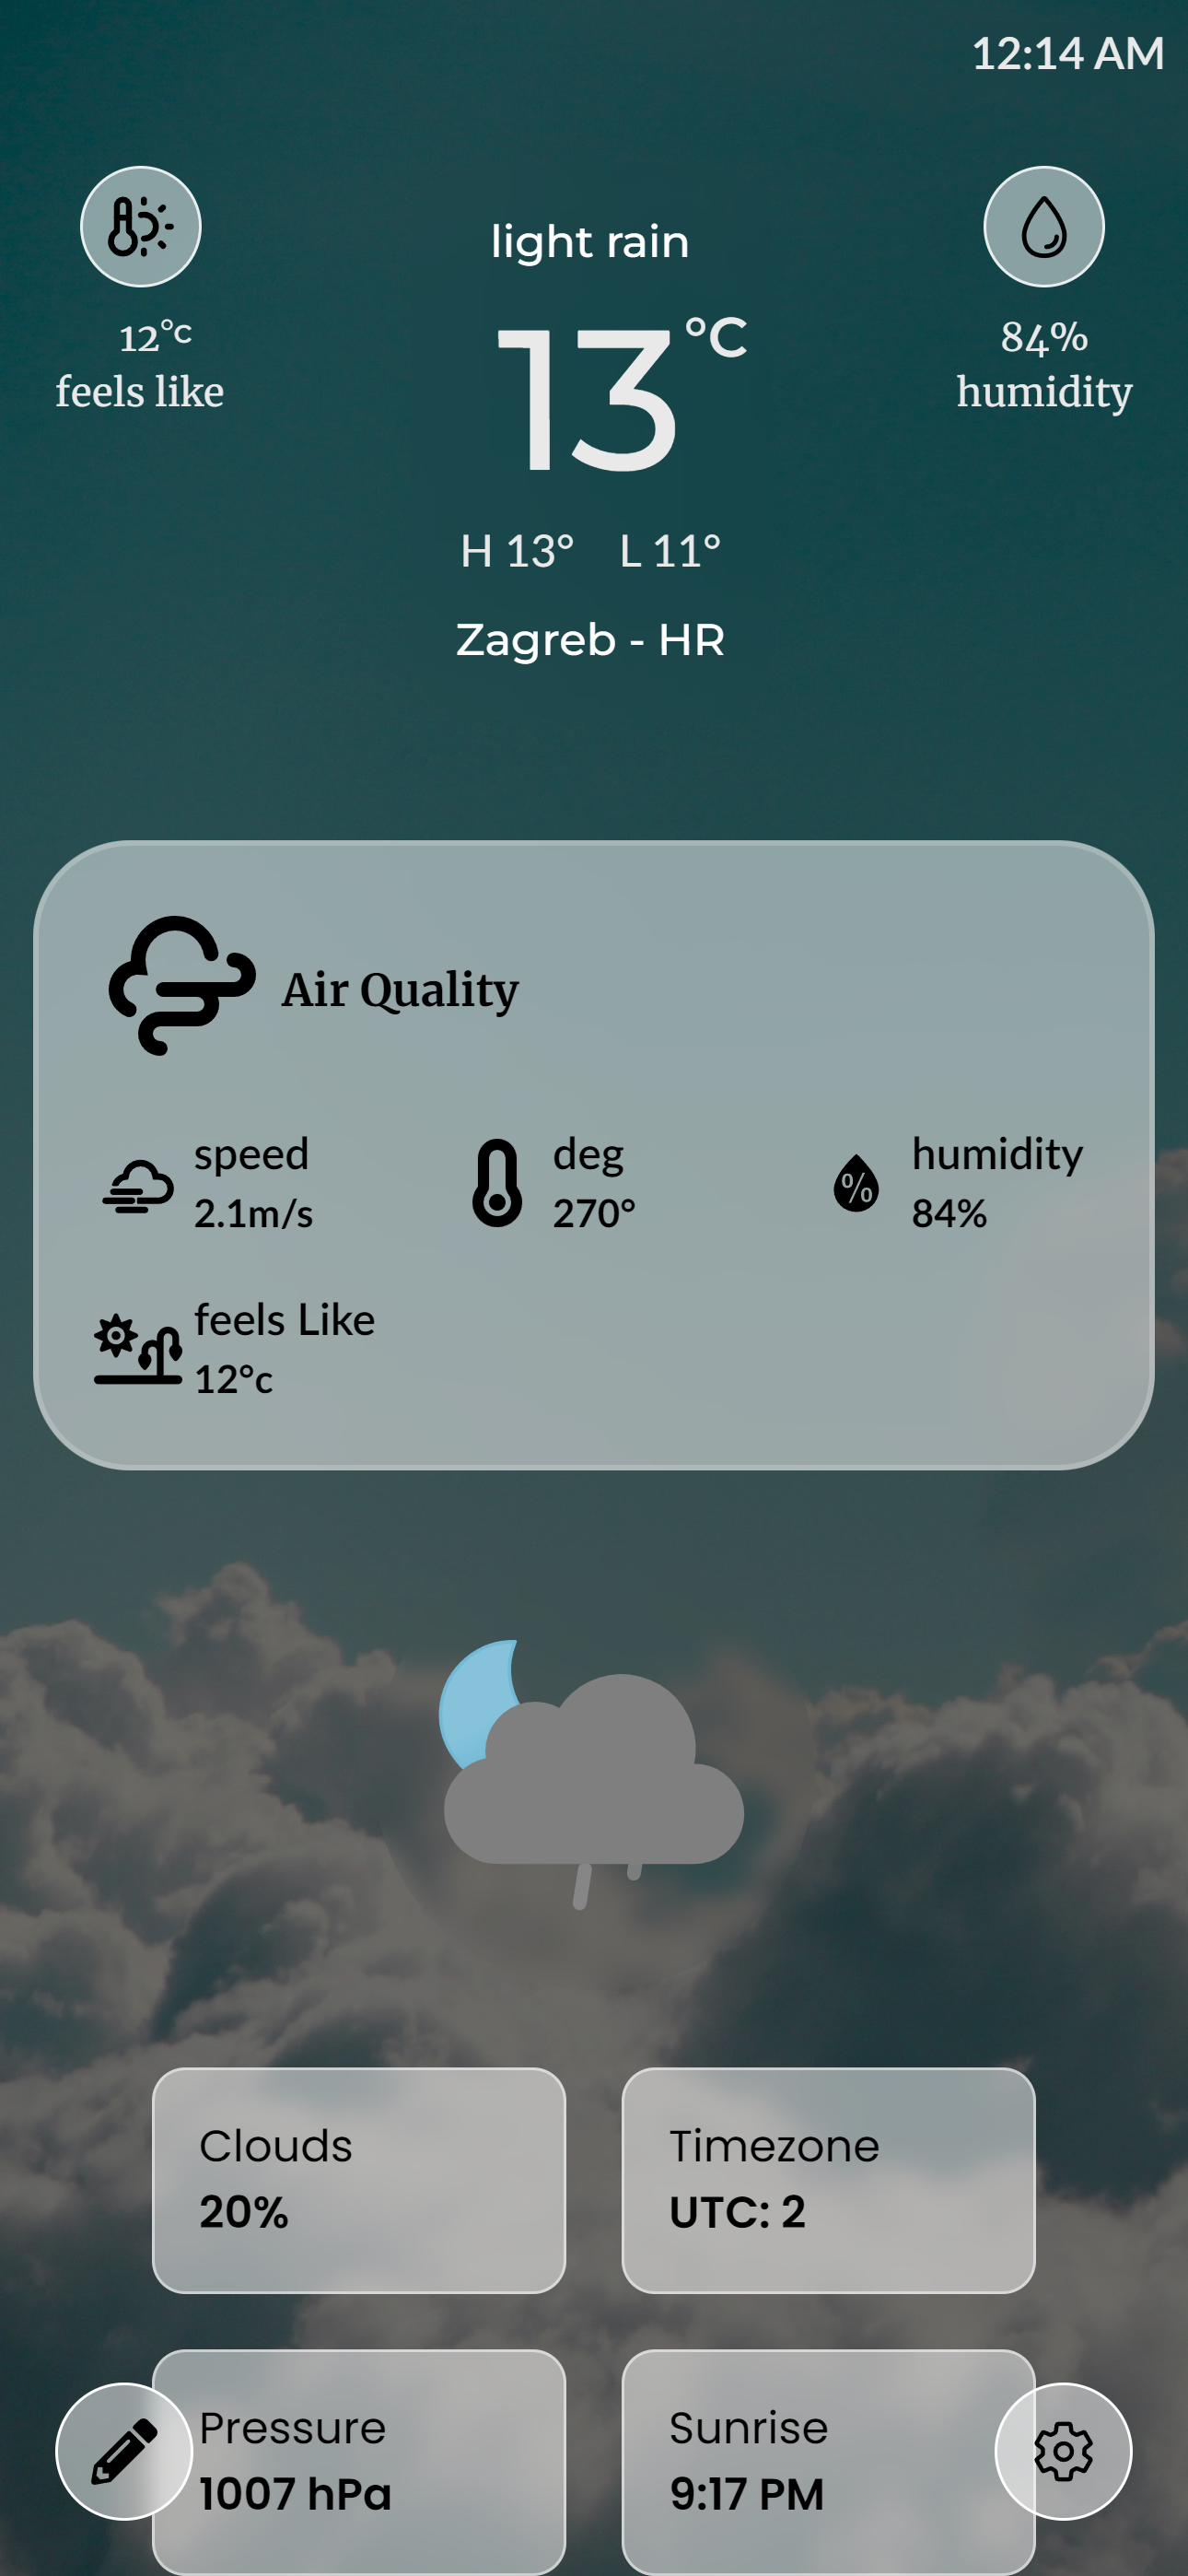 12:14 AM
light rain
12°c
feels like
13°C
84%
humidity
H 13° L 11°
Zagreb - HR
Air Quality
speed
2.1m/s
deg
270°
humidity
84%
feels Like
12°c
Clouds
20%
Timezone
UTC: 2
Pressure
1007 hPa
Sunrise
9:17 PM